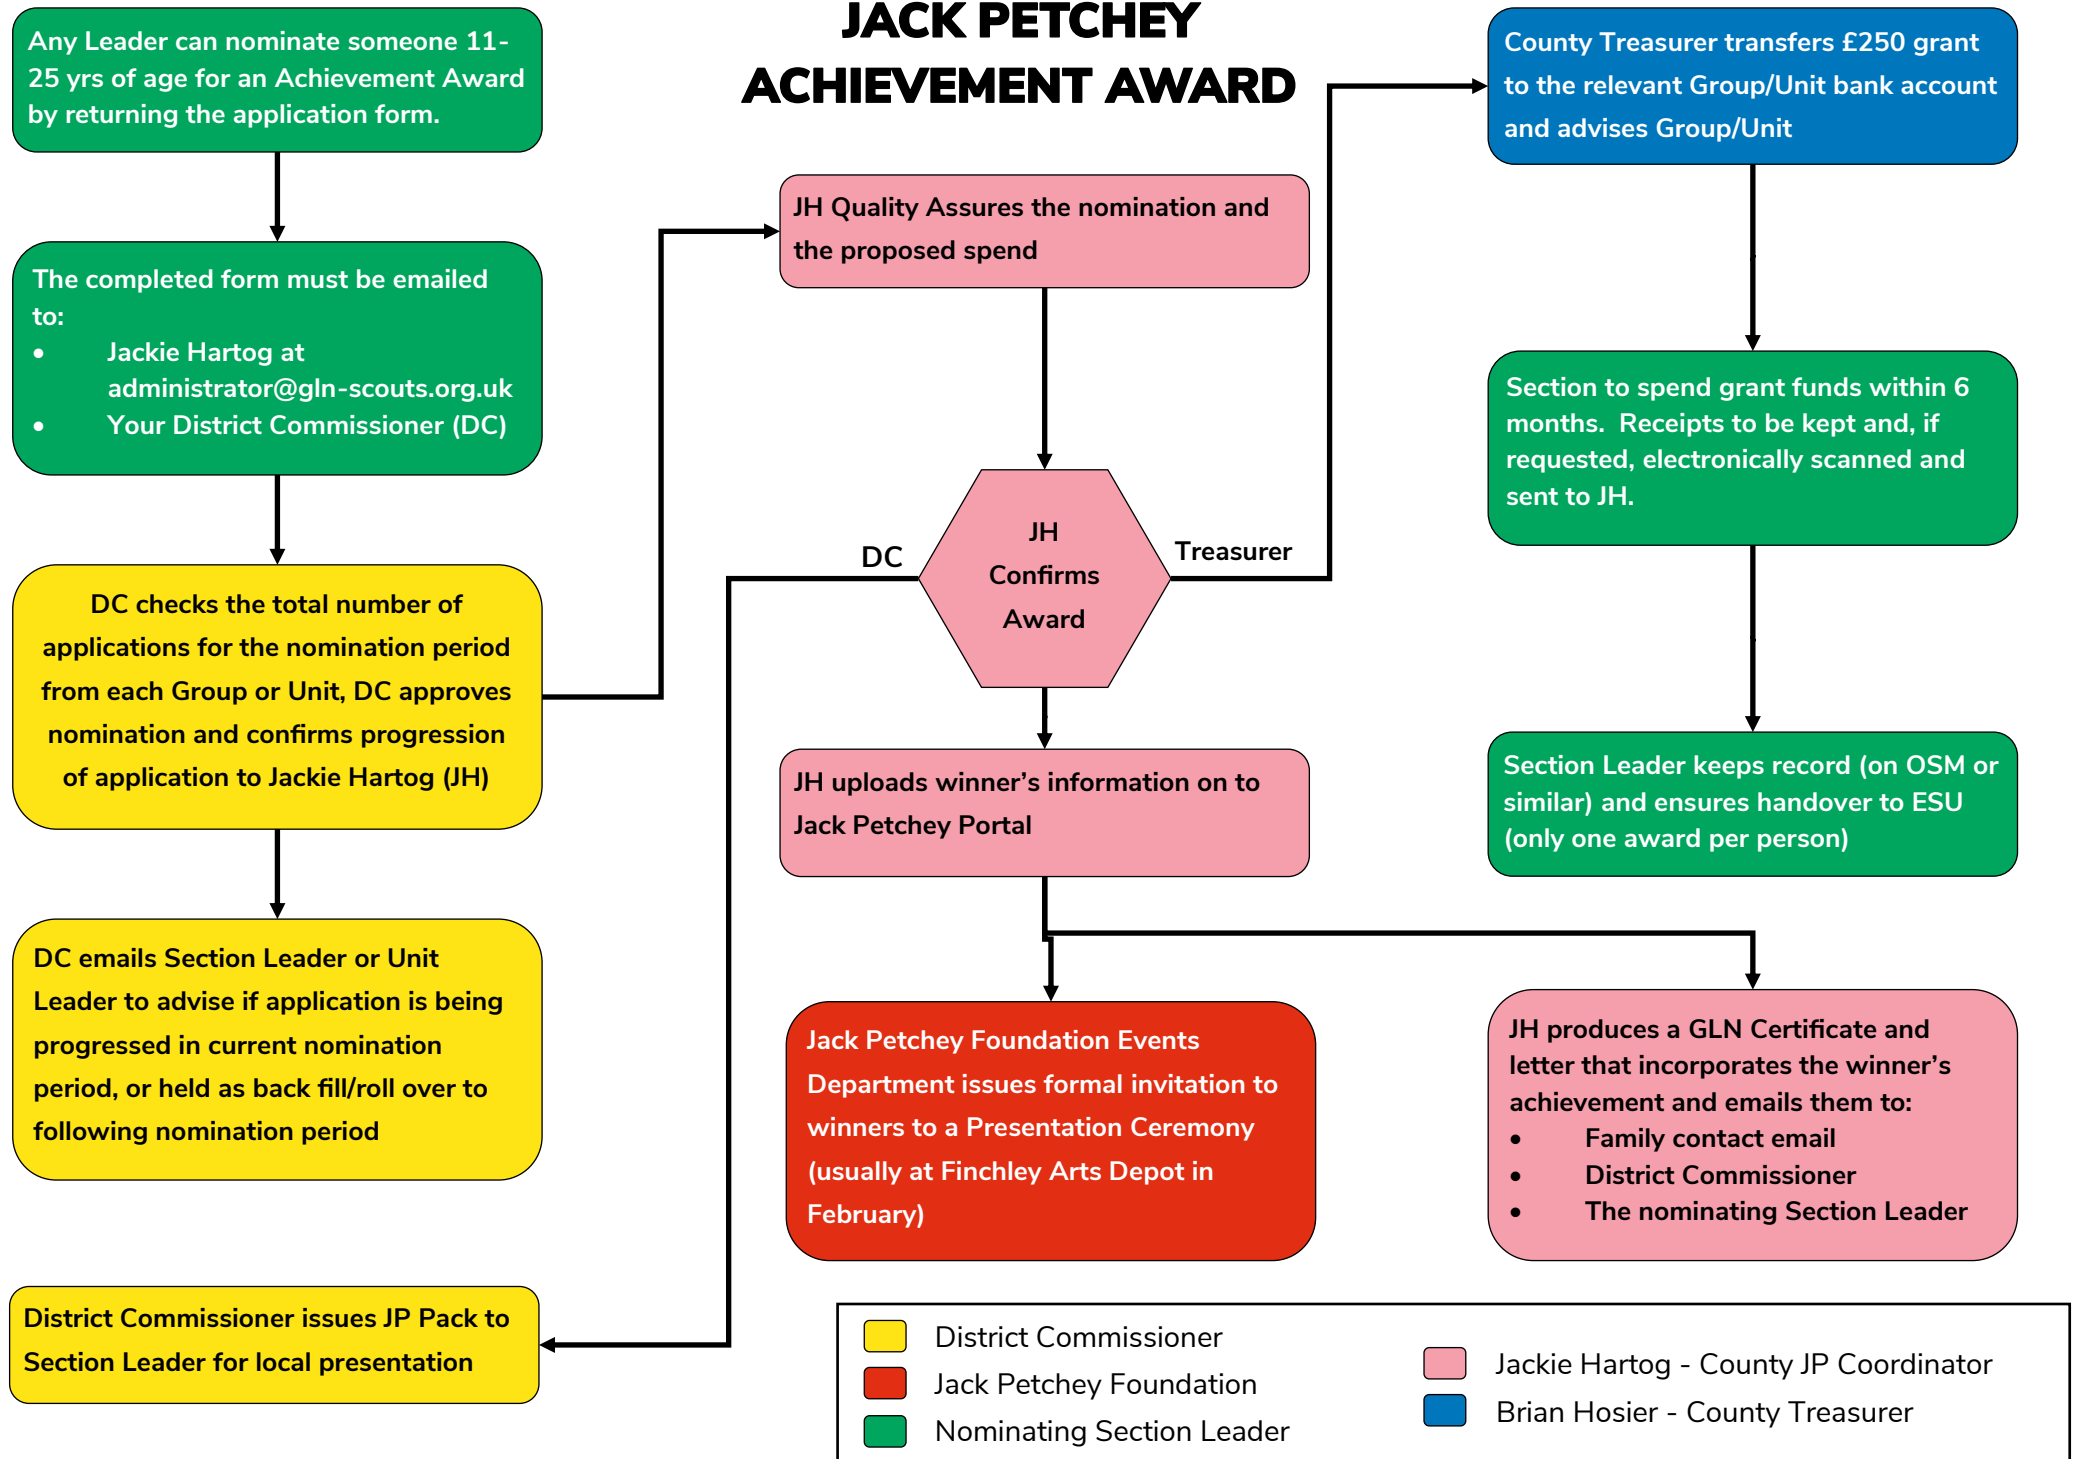 JACK PETCHEY
ACHIEVEMENT AWARD
Any Leader can nominate someone 11-
25 yrs of age for an Achievement Award
by returning the application form.
The completed form must be emailed
to:
• Jackie Hartog at
administrator@gln-scouts.org.uk
• Your District Commissioner (DC)
DC checks the total number of
applications for the nomination period
from each Group or Unit, DC approves
nomination and confirms progression
of application to Jackie Hartog (JH)
DC emails Section Leader or Unit
Leader to advise if application is being
progressed in current nomination
period, or held as back fill/roll over to
following nomination period
District Commissioner issues JP Pack to
Section Leader for local presentation
JH Quality Assures the nomination and
the proposed spend
DC
JH
Confirms
Award
Treasurer
JH uploads winner’s information on to
Jack Petchey Portal
Jack Petchey Foundation Events
Department issues formal invitation to
winners to a Presentation Ceremony
(usually at Finchley Arts Depot in
February)
County Treasurer transfers £250 grant
to the relevant Group/Unit bank account
and advises Group/Unit
Section to spend grant funds within 6
months.  Receipts to be kept and, if
requested, electronically scanned and
sent to JH.
Section Leader keeps record (on OSM or
similar) and ensures handover to ESU
(only one award per person)
JH produces a GLN Certificate and
letter that incorporates the winner’s
achievement and emails them to:
• Family contact email
• District Commissioner
• The nominating Section Leader
District Commissioner
Jack Petchey Foundation
Nominating Section Leader
Jackie Hartog - County JP Coordinator
Brian Hosier - County Treasurer